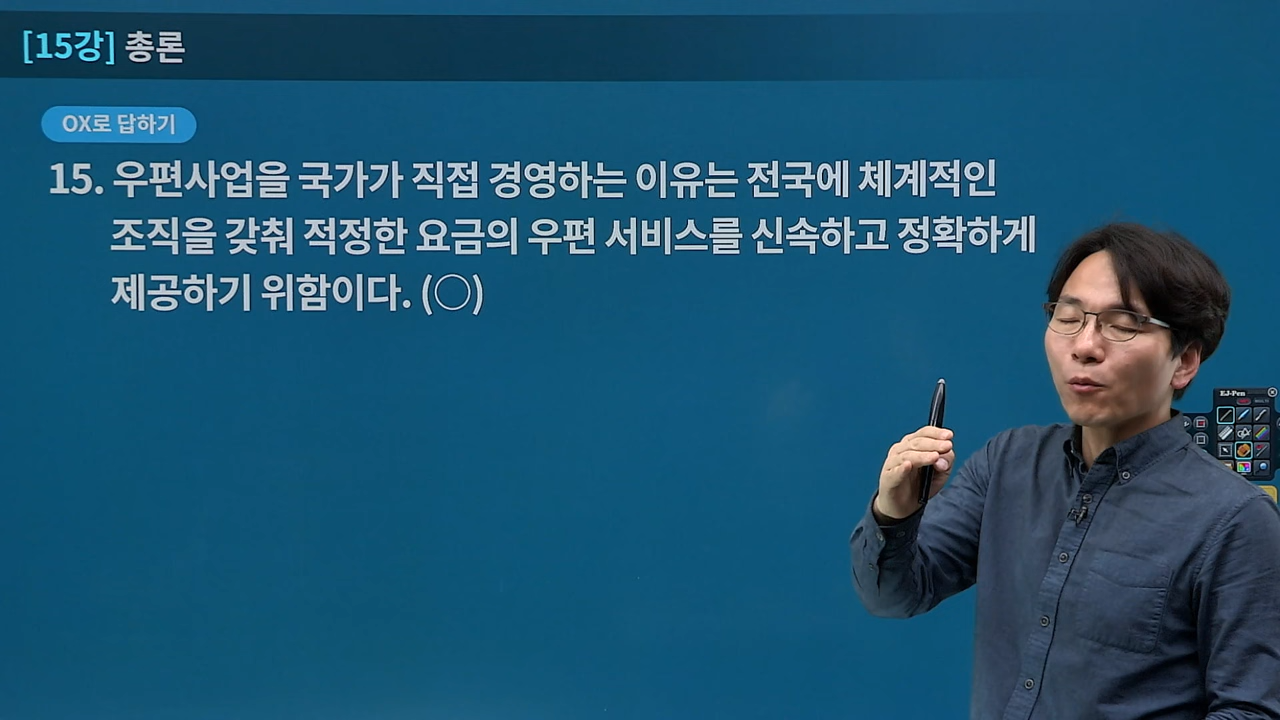 [15강] 총론
OX로 답하기
15. 우편사업을 국가가 직접 경영하는 이유는 전국에 체계적인
조직을 갖춰 적정한 요금의 우편 서비스를 신속하고 정확하게
제공하기 위함이다. (○)
EJ-Pen